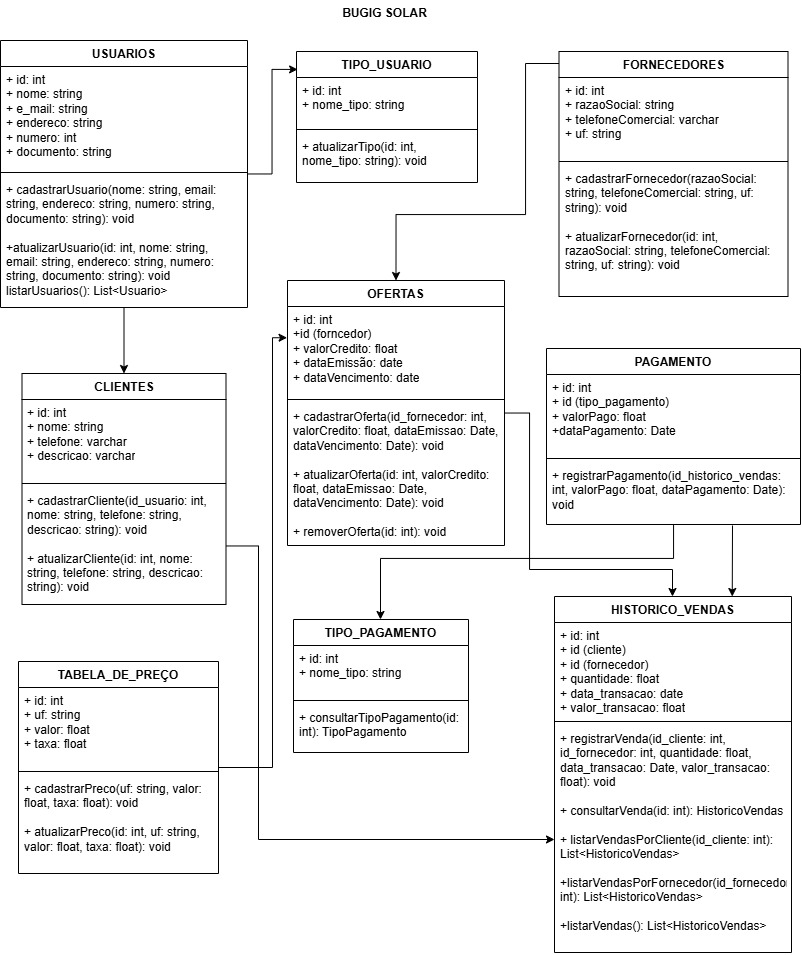 BUGIG SOLAR
USUARIOS
+ id: int
+ nome: string
+ e_mail: string
+ endereco: string
+ numero: int
+ documento: string
+ cadastrarUsuario(nome: string, email:
string, endereco: string, numero: string,
documento: string): void
+atualizarUsuario(id: int, nome: string,
email: string, endereco: string, numero:
string, documento: string): void
listarUsuarios(): List<Usuario>
TIPO_USUARIO
+ id: int
+ nome_tipo: string
+ atualizarTipo(id: int,
nome_tipo: string): void
FORNECEDORES
+ id: int
+ razaoSocial: string
+ telefoneComercial: varchar
+ uf: string
+ cadastrarFornecedor(razaoSocial:
string, telefoneComercial: string, uf:
string): void
+ atualizarFornecedor(id: int,
razaoSocial: string, telefoneComercial:
string, uf: string): void
OFERTAS
+ id: int
+id (forncedor)
+ valorCredito: float
+ dataEmissão: date
+ dataVencimento: date
+ cadastrarOferta(id_fornecedor: int,
valorCredito: float, dataEmissao: Date,
dataVencimento: Date): void
+ atualizarOferta(id: int, valorCredito:
float, dataEmissao: Date,
dataVencimento: Date): void
+ removerOferta(id: int): void
PAGAMENTO
+ id: int
+ id (tipo_pagamento)
+ valorPago: float
+dataPagamento: Date
+ registrarPagamento(id_historico_vendas:
int, valorPago: float, dataPagamento: Date):
void
CLIENTES
+ id: int
+ nome: string
+ telefone: varchar
+ descricao: varchar
+ cadastrarCliente(id_usuario: int,
nome: string, telefone: string,
descricao: string): void
+ atualizarCliente(id: int, nome:
string, telefone: string, descricao:
string): void
TIPO_PAGAMENTO
+ id: int
+ nome_tipo: string
+ consultarTipoPagamento(id:
int): TipoPagamento
HISTORICO_VENDAS
+ id: int
+ id (cliente)
+ id (fornecedor)
+ quantidade: float
+ data_transacao: date
+ valor_transacao: float
+ registrarVenda(id_cliente: int,
id_fornecedor: int, quantidade: float,
data_transacao: Date, valor_transacao:
float): void
+ consultarVenda(id: int): HistoricoVendas
+ listarVendasPorCliente(id_cliente: int):
List<HistoricoVendas>
+listarVendasPorFornecedor(id_fornecedo
int): List<HistoricoVendas>
+listarVendas(): List<HistoricoVendas>
TABELA_DE_PREÇO
+ id: int
+ uf: string
+ valor: float
+ taxa: float
+ cadastrarPreco(uf: string, valor:
float, taxa: float): void
+ atualizarPreco(id: int, uf: string,
valor: float, taxa: float): void